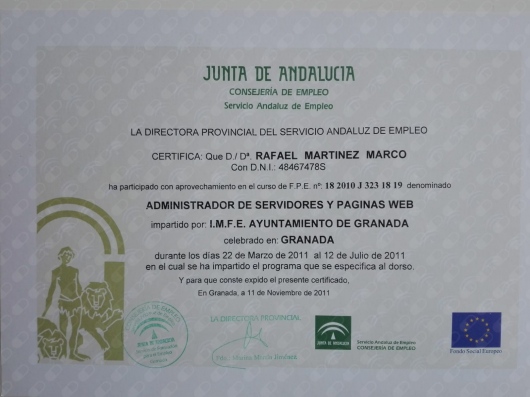 JUNTA DE ANDALUCIA
CONSEJERÍA DE EMPLEO
Servicio Andaluz de Empleo
LA DIRECTORA PROVINCIAL DEL SERVICIO ANDALUZ DE EMPLEO
CERTIFICA: Que D./ Dª. RAFAEL MARTINEZ MARCO
Con D.N.I.: 48467478S
ha participado con aprovechamiento en el curso de F.P.E. nº: 18 2010 J 323 18 19 denominado
ADMINISTRADOR DE SERVIDORES Y PAGINAS WEB
impartido por: I.M.F.E. AYUNTAMIENTO DE GRANADA
celebrado en: GRANADA
durante los días 22 de Marzo de 2011 al 12 de Julio de 2011
en el cual se ha impartido el programa que se especifica al dorso.
Y para que conste expido el presente certificado,
En Granada, a 11 de Noviembre de 2011
LA DIRECTORA PROVINCIAL
JUNTA DE ANDALUCIA
Servicio Andaluz de Empleo
CONSEJERÍA DE EMPLEO
Fondo Social Europeo